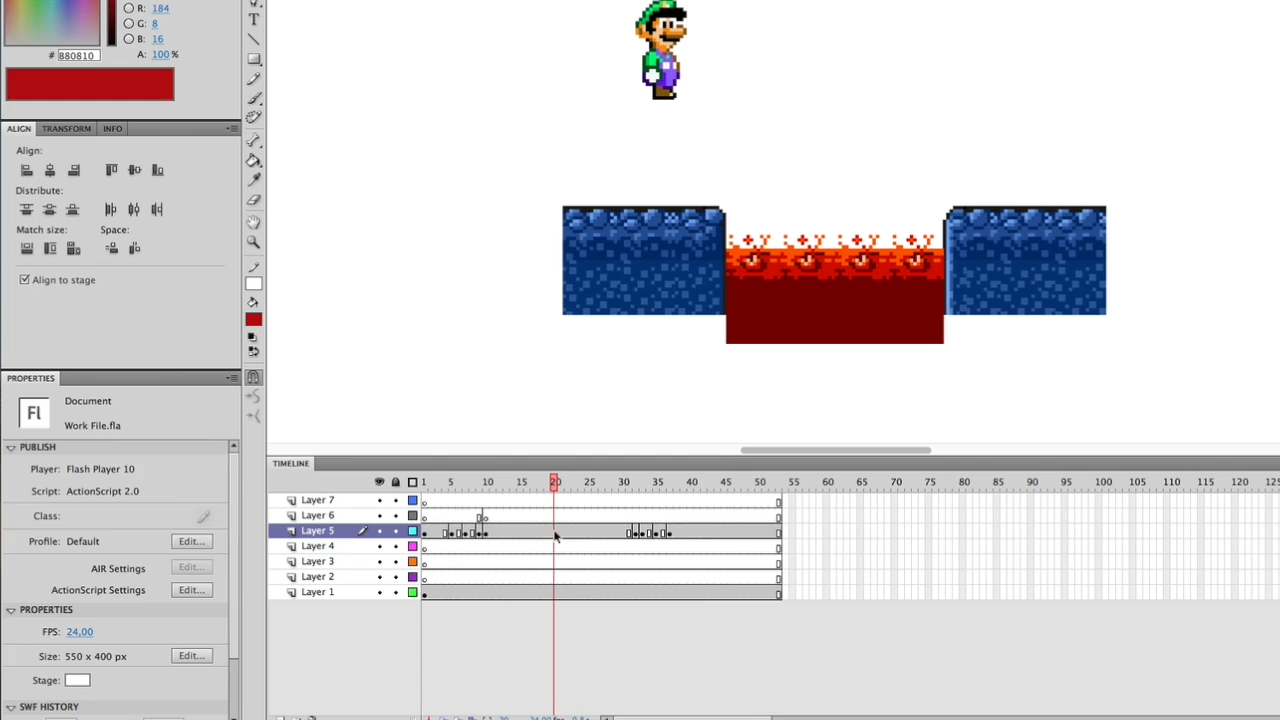 R: 184
G: 8
B: 16
# B80810 A: 100 %
T
ALIGN TRANSFORM INFO
Align:
Distribute:
Match size: Space:
Align to stage
PROPERTIES
Fl Document
Work File.fla
PUBLISH
Player: Flash Player 10
Script: ActionScript 2.0
Class:
Profile: Default Edit...
AIR Settings Edit...
ActionScript Settings Edit...
PROPERTIES
FPS: 24,00
Size: 550 x 400 px Edit...
Stage:
SWF HISTORY
TIMELINE
1 5 10 15 20 25 30 35 40 45 50 55 60 65 70 75 80 85 90 95 100 105 110 115 120 125
Layer 7
Layer 6
Layer 5
Layer 4
Layer 3
Layer 2
Layer 1